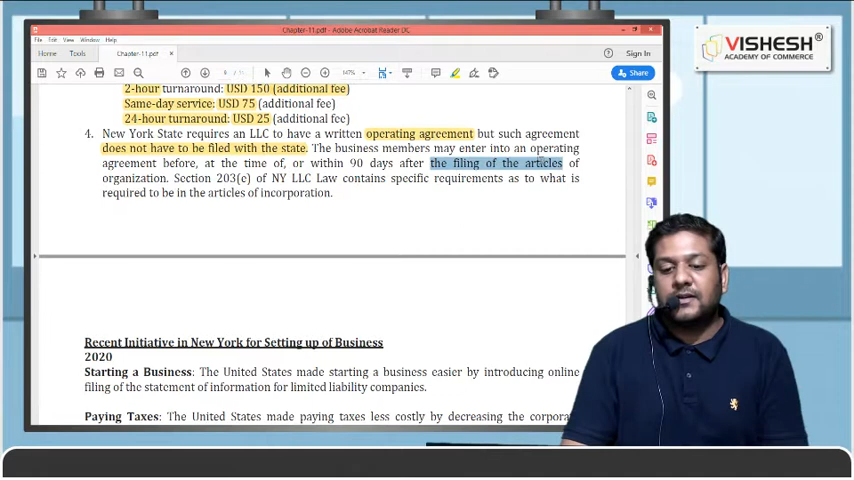 Chapter-11.pdf - Adobe Acrobat Reader DC
File Edit View Window Help
Home Tools Chapter-11.pdf × Sign In
147% Share
2-hour turnaround: USD 150 (additional fee)
Same-day service: USD 75 (additional fee)
24-hour turnaround: USD 25 (additional fee)
4. New York State requires an LLC to have a written operating agreement but such agreement
does not have to be filed with the state. The business members may enter into an operating
agreement before, at the time of, or within 90 days after the filing of the articles of
organization. Section 203(e) of NY LLC Law contains specific requirements as to what is
required to be in the articles of incorporation.
Recent Initiative in New York for Setting up of Business
2020
Starting a Business: The United States made starting a business easier by introducing online
filing of the statement of information for limited liability companies.
Paying Taxes: The United States made paying taxes less costly by decreasing the corpora
VISHESH®
ACADEMY OF COMMERCE